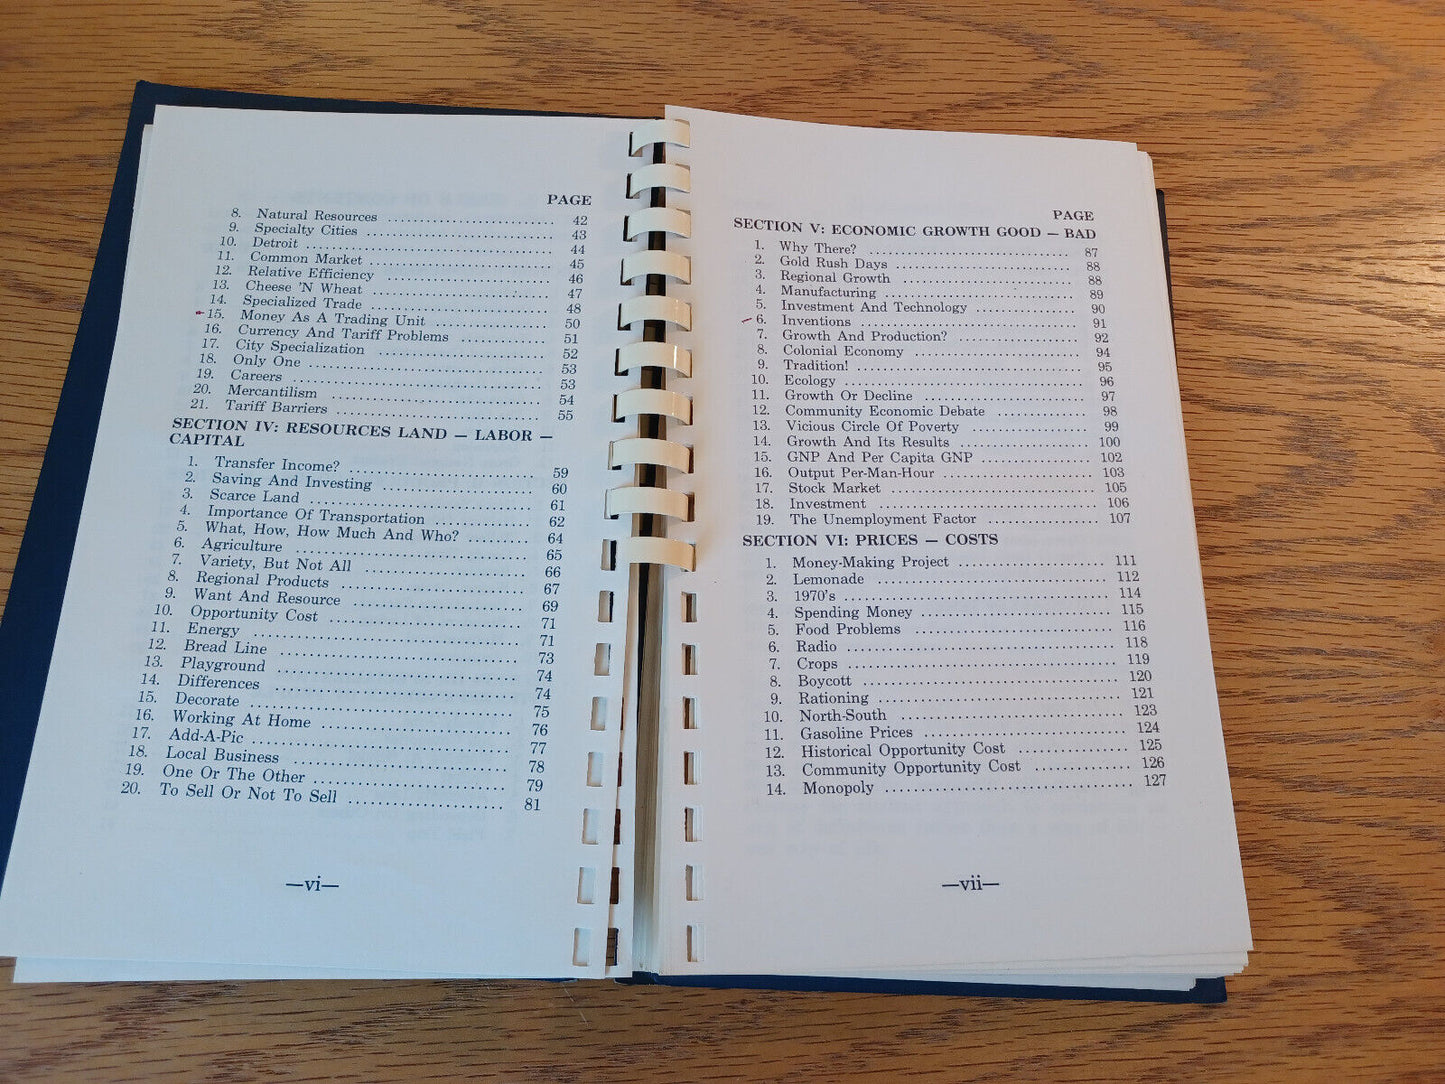 PAGE
8. Natural Resources 42
9. Specialty Cities 43
10. Detroit 44
11. Common Market 45
12. Relative Efficiency 46
13. Cheese 'N Wheat 47
14. Specialized Trade 48
15. Money As A Trading Unit 50
16. Currency And Tariff Problems 51
17. City Specialization 52
18. Only One 53
19. Careers 53
20. Mercantilism 54
21. Tariff Barriers 55
SECTION IV: RESOURCES LAND — LABOR —
CAPITAL
1. Transfer Income? 59
2. Saving And Investing 60
3. Scarce Land 61
4. Importance Of Transportation 62
5. What, How, How Much And Who? 64
6. Agriculture 65
7. Variety, But Not All 66
8. Regional Products 67
9. Want And Resource 69
10. Opportunity Cost 71
11. Energy 71
12. Bread Line 73
13. Playground 74
14. Differences 74
15. Decorate 75
16. Working At Home 76
17. Add-A-Pic 77
18. Local Business 78
19. One Or The Other 79
20. To Sell Or Not To Sell 81
—vi—
PAGE
SECTION V: ECONOMIC GROWTH GOOD — BAD
1. Why There? 87
2. Gold Rush Days 88
3. Regional Growth 88
4. Manufacturing 89
5. Investment And Technology 90
6. Inventions 91
7. Growth And Production? 92
8. Colonial Economy 94
9. Tradition! 95
10. Ecology 96
11. Growth Or Decline 97
12. Community Economic Debate 98
13. Vicious Circle Of Poverty 99
14. Growth And Its Results 100
15. GNP And Per Capita GNP 102
16. Output Per-Man-Hour 103
17. Stock Market 105
18. Investment 106
19. The Unemployment Factor 107
SECTION VI: PRICES — COSTS
1. Money-Making Project 111
2. Lemonade 112
3. 1970's 114
4. Spending Money 115
5. Food Problems 116
6. Radio 118
7. Crops 119
8. Boycott 120
9. Rationing 121
10. North-South 123
11. Gasoline Prices 124
12. Historical Opportunity Cost 125
13. Community Opportunity Cost 126
14. Monopoly 127
—vii—